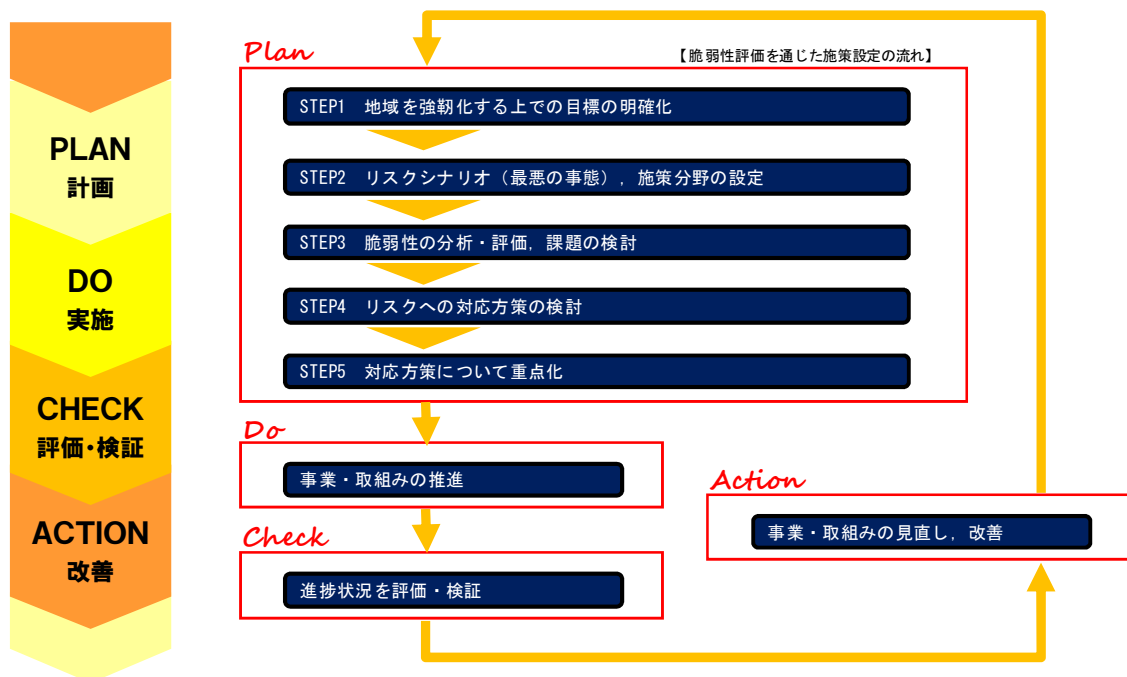 PLAN
計画
DO
実施
CHECK
評価・検証
ACTION
改善
Plan
【脆弱性評価を通じた施策設定の流れ】
STEP1 地域を強靭化する上での目標の明確化
STEP2 リスクシナリオ（最悪の事態）,施策分野の設定
STEP3 脆弱性の分析・評価,課題の検討
STEP4 リスクへの対応方策の検討
STEP5 対応方策について重点化
Do
事業・取組みの推進
Check
進捗状況を評価・検証
Action
事業・取組みの見直し,改善